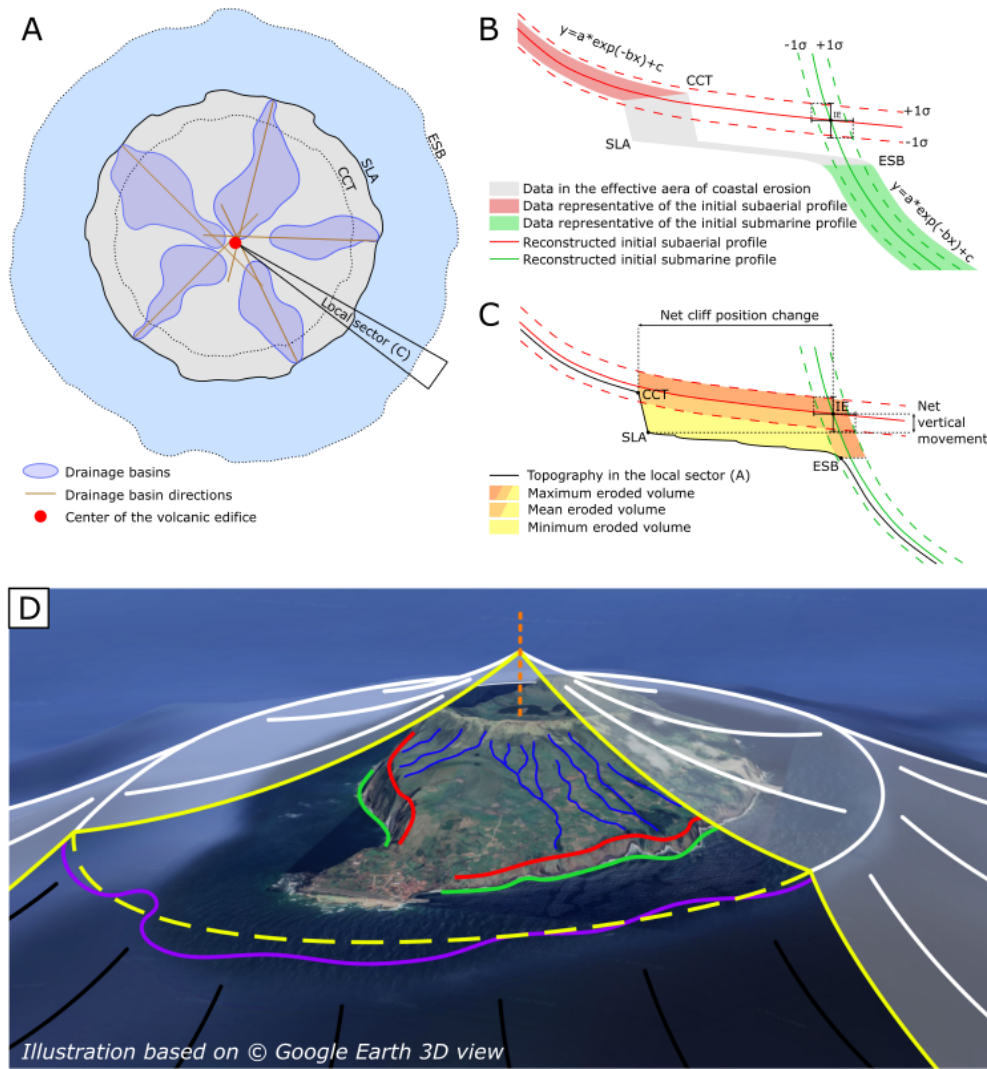 A
ESB
SLA
CCT
Local sector (C)
Drainage basins
Drainage basin directions
Center of the volcanic edifice
B
y=a*exp(-bx)+c
-1σ
+1σ
CCT
+1σ
IE
-1σ
SLA
ESB
y=a*exp(-bx)+c
Data in the effective aera of coastal erosion
Data representative of the initial subaerial profile
Data representative of the initial submarine profile
Reconstructed initial subaerial profile
Reconstructed initial submarine profile
C
Net cliff position change
CCT
IE
Net
vertical
movement
SLA
ESB
Topography in the local sector (A)
Maximum eroded volume
Mean eroded volume
Minimum eroded volume
D
Illustration based on © Google Earth 3D view